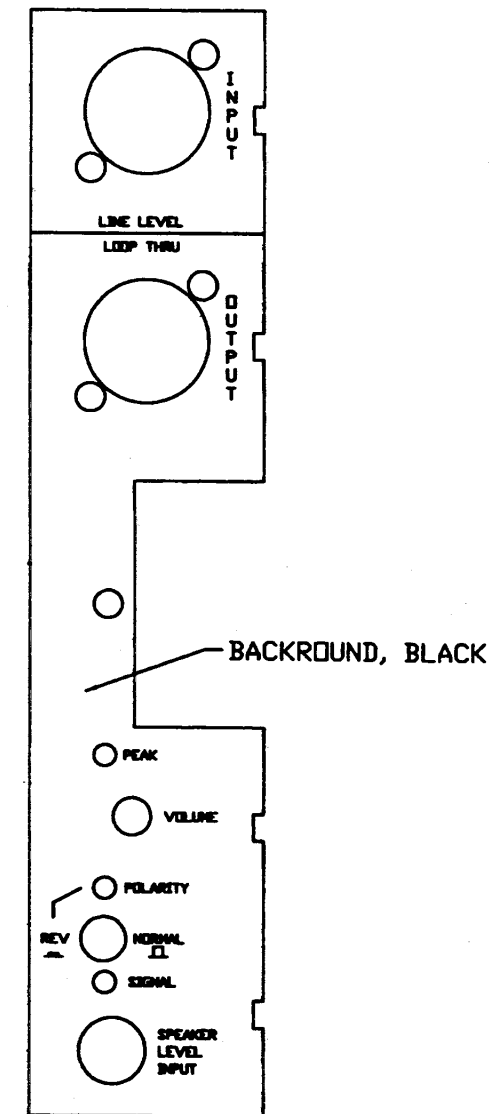 INPUT
LINE LEVEL
LOOP THRU
OUTPUT
BACKROUND, BLACK
PEAK
VOLUME
POLARITY
REV
NORMAL
SIGNAL
SPEAKER
LEVEL
INPUT